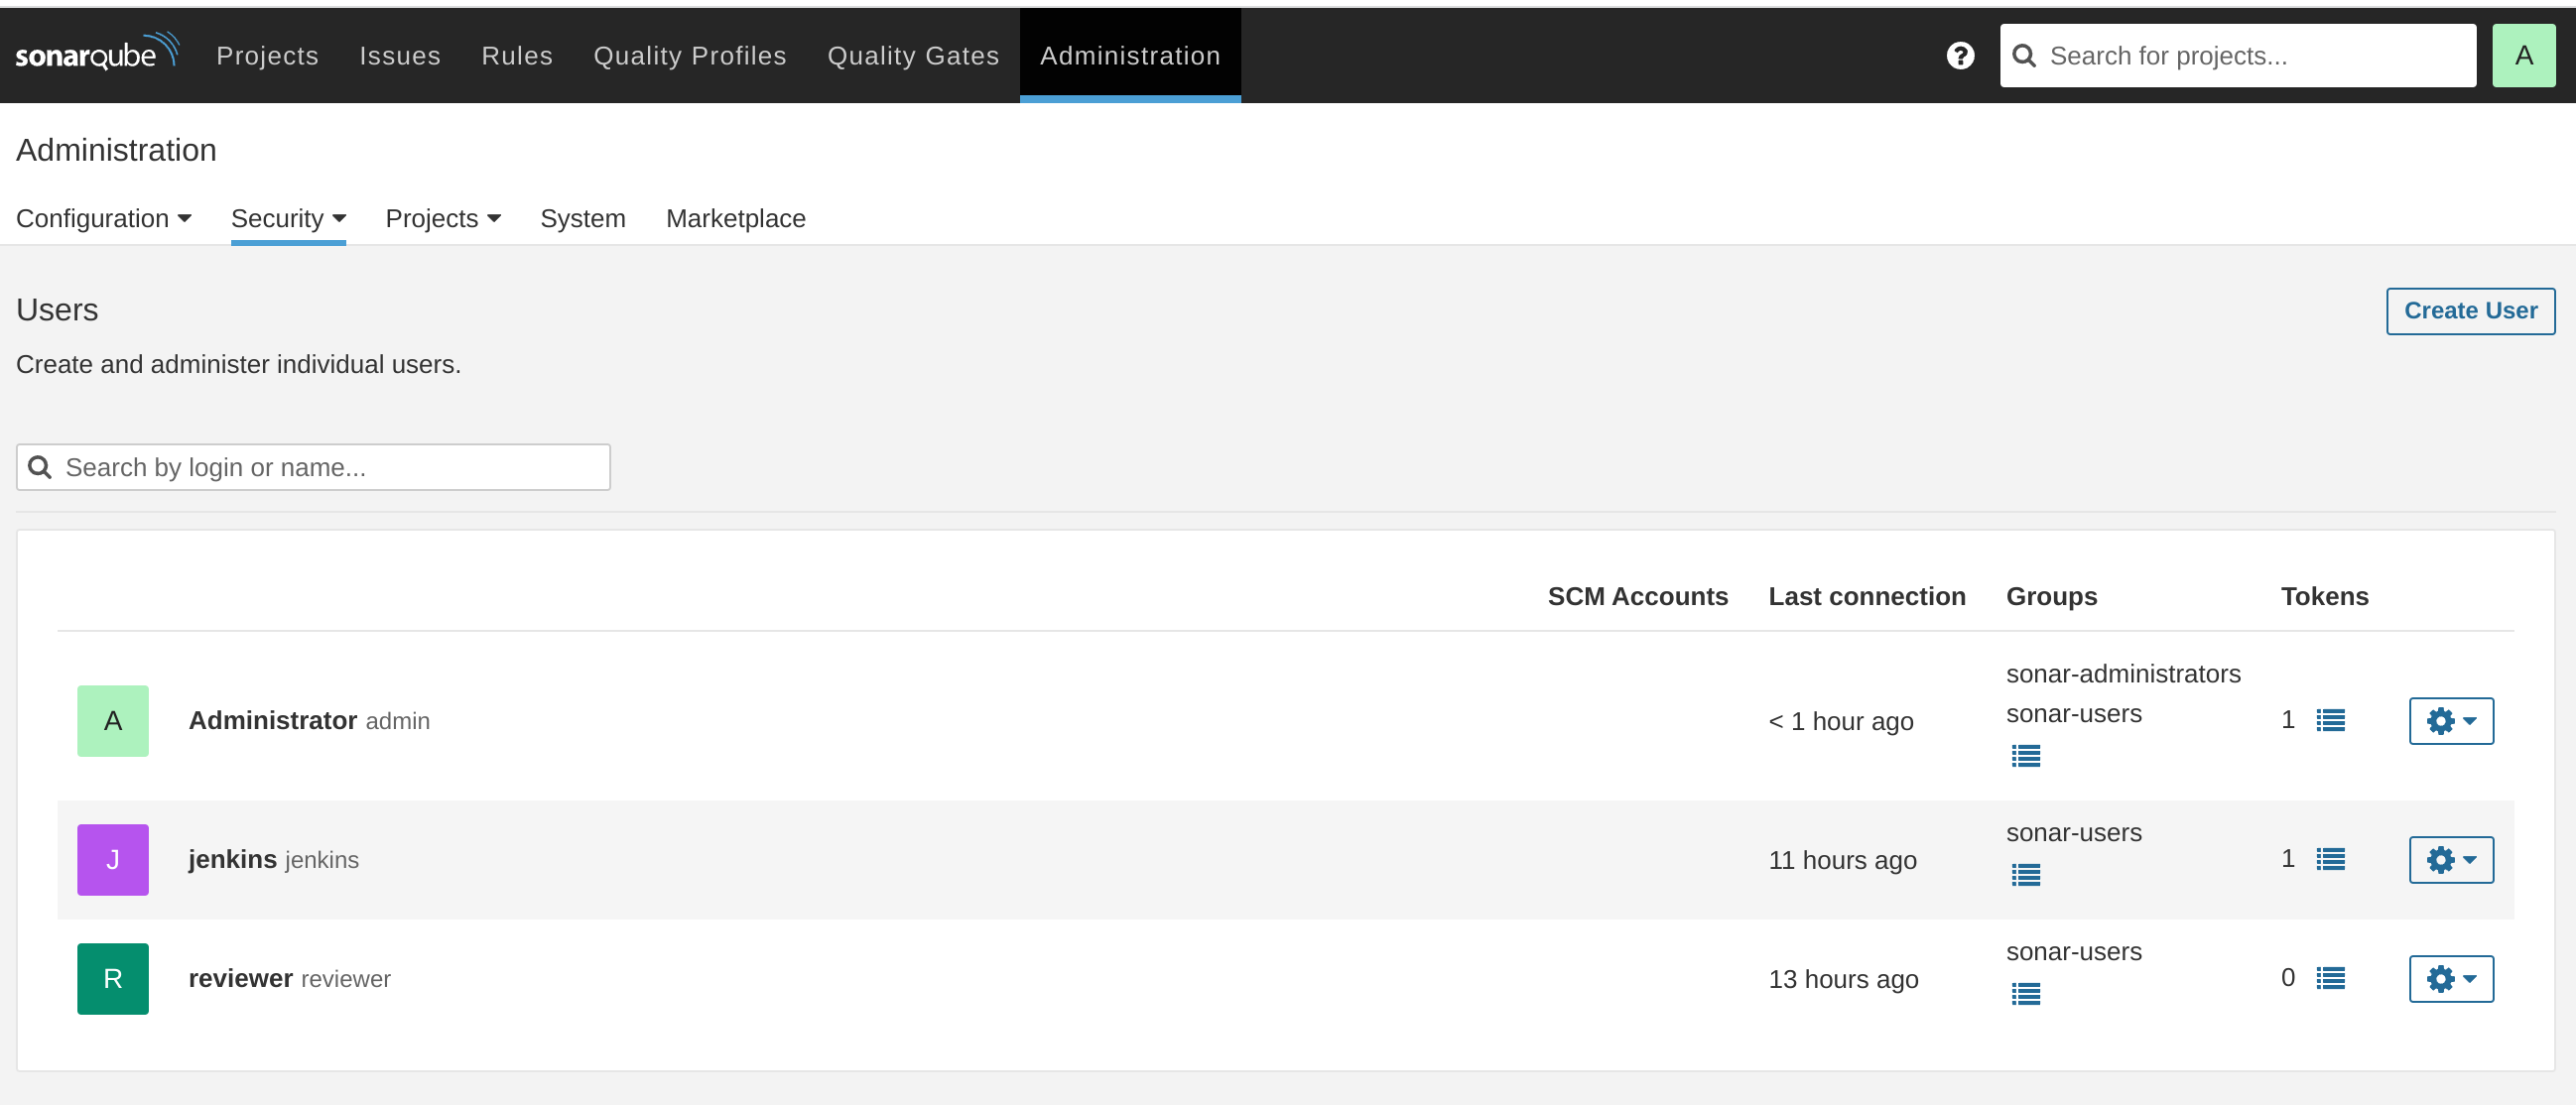 sonarqube Projects Issues Rules Quality Profiles Quality Gates Administration ? Search for projects... A
Administration
Configuration Security Projects System Marketplace
Users
Create User
Create and administer individual users.
Search by login or name...
SCM Accounts Last connection Groups Tokens
A Administrator admin < 1 hour ago sonar-administrators
sonar-users
1
J jenkins jenkins 11 hours ago sonar-users 1
R reviewer reviewer 13 hours ago sonar-users 0